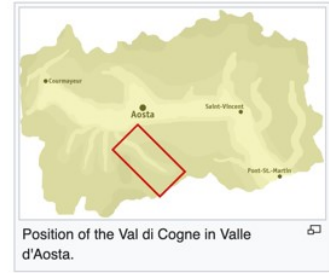 Courmayeur
Aosta
Saint-Vincent
Pont-St.-Martin
Position of the Val di Cogne in Valle
d'Aosta.